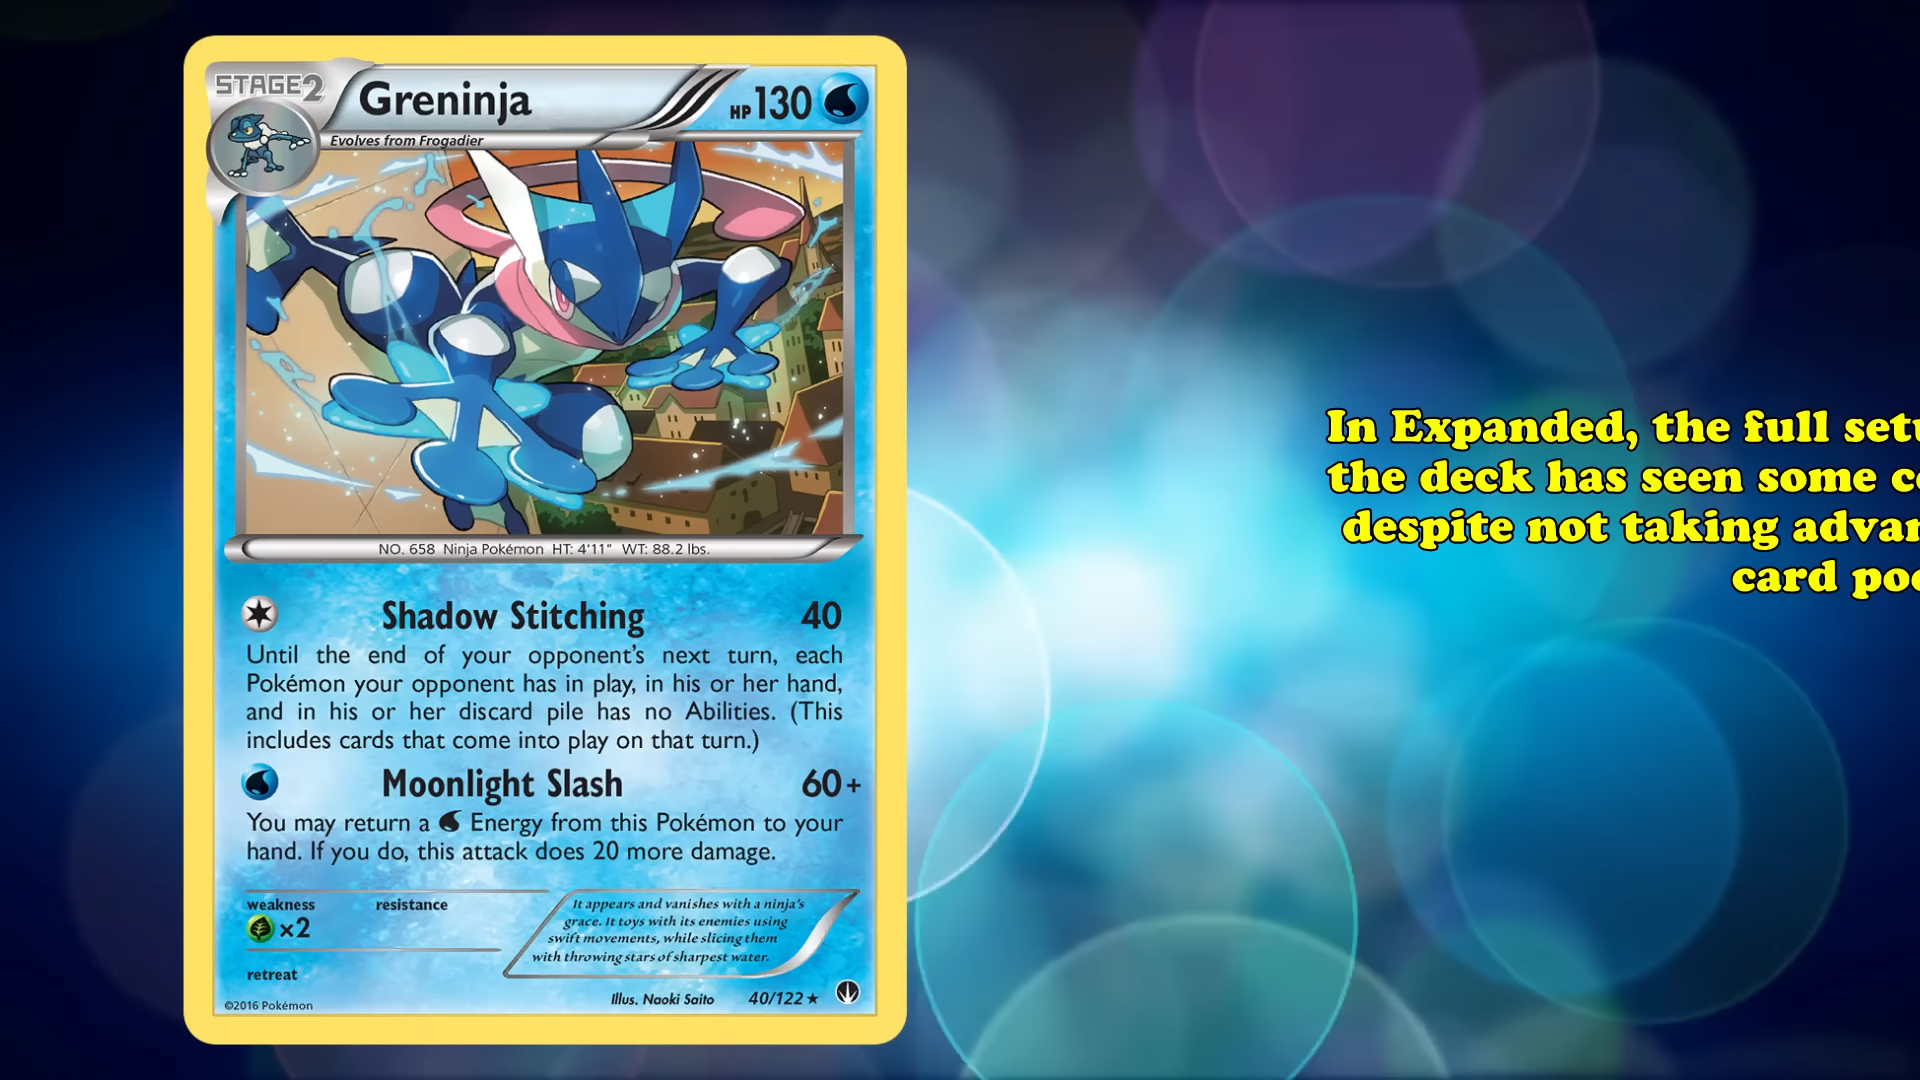 STAGE2
Greninja
HP130
Evolves from Frogadier
NO. 658 Ninja Pokémon HT: 4'11" WT: 88.2 lbs.
Shadow Stitching 40
Until the end of your opponent's next turn, each
Pokémon your opponent has in play, in his or her hand,
and in his or her discard pile has no Abilities. (This
includes cards that come into play on that turn.)
Moonlight Slash 60+
You may return a Energy from this Pokémon to your
hand. If you do, this attack does 20 more damage.
weakness resistance
×2
It appears and vanishes with a ninja's
grace. It toys with its enemies using
swift movements, while slicing them
with throwing stars of sharpest water.
retreat
©2016 Pokémon
Illus. Naoki Saito 40/122
In Expanded, the full
the deck has seen some
despite not taking
card